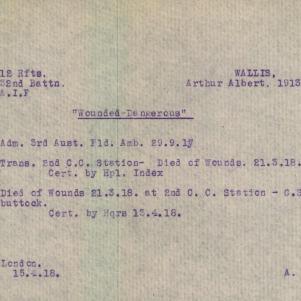 12 Rfts. WALLIS,
32nd Battn. Arthur Albert, 1913
A.I.F
"Wounded-Dangerous"
Adm. 3rd Aust. Fld. Amb. 29.9.17
Trans. 2nd C.C. Station- Died of Wounds. 21.3.18.
Cert. by Hpl. Index
Died of Wounds 21.3.18. at 2nd C. C. Station - G.S
buttock.
Cert. by Hqrs 13.4.18.
London.
15.4.18. A.